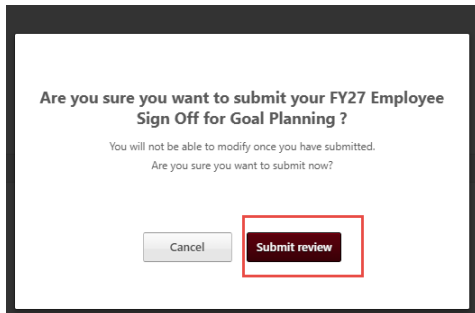 Are you sure you want to submit your FY27 Employee
Sign Off for Goal Planning ?
You will not be able to modify once you have submitted.
Are you sure you want to submit now?
Cancel
Submit review